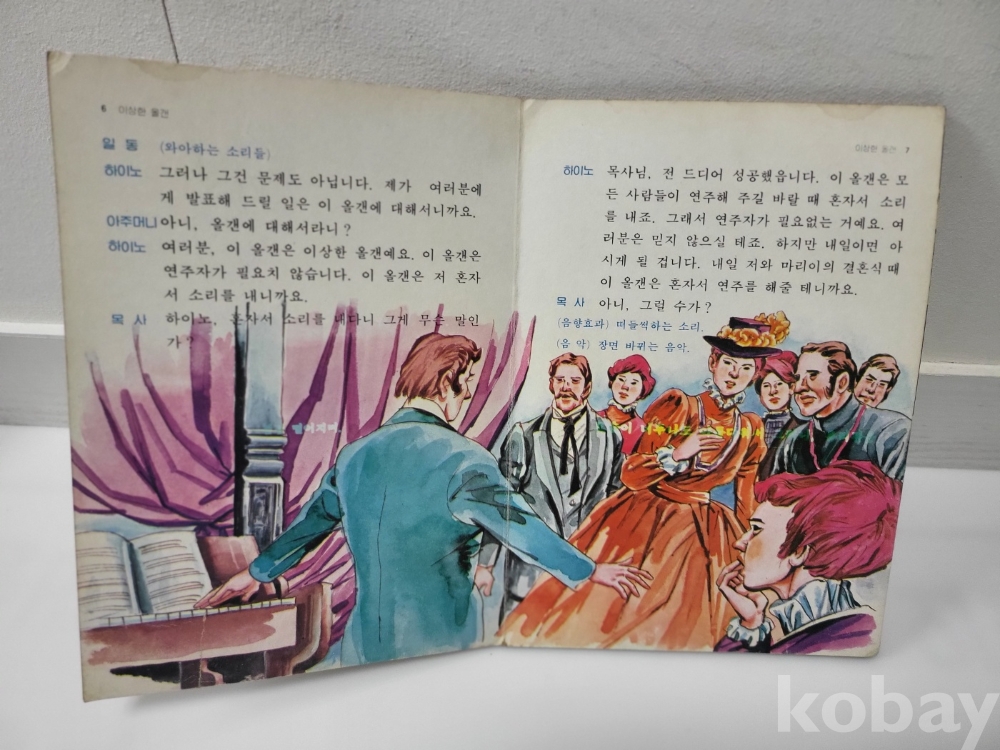 6 이상한 올갠
일 동 (와아하는 소리들)
하이노 그러나 그건 문제도 아닙니다. 제가 여러분에
게 발표해 드릴 일은 이 올갠에 대해서니까요.
아주머니 아니, 올갠에 대해서라니?
하이노 여러분, 이 올갠은 이상한 올갠예요. 이 올갠은
연주자가 필요치 않습니다. 이 올갠은 저 혼자
서 소리를 내니까요.
목 사 하이노, 혼자서 소리를 내다니 그게 무슨 말인
가?
이상한 올갠 7
하이노 목사님, 전 드디어 성공했읍니다. 이 올갠은 모
든 사람들이 연주해 주길 바랄 때 혼자서 소리
를 내죠. 그래서 연주자가 필요없는 거예요. 여
러분은 믿지 않으실 테죠. 하지만 내일이면 아
시게 될 겁니다. 내일 저와 마리이의 결혼식 때
이 올갠은 혼자서 연주를 해줄 테니까요.
목 사 아니, 그럴 수가?
(음향효과) 떠들썩하는 소리.
(음 악) 장면 바뀌는 음악.
kobay